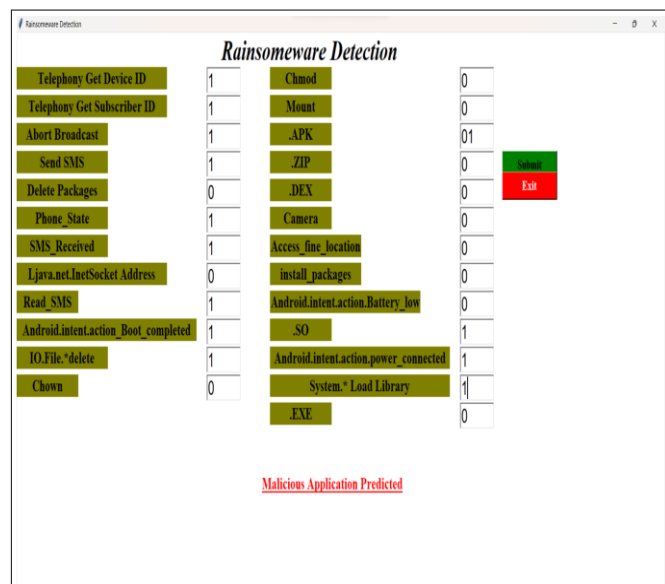 Rainsomeware Detection
Rainsomeware Detection
Telephony Get Device ID 1 Chmod 0
Telephony Get Subscriber ID 1 Mount 0
Abort Broadcast 1 .APK 01
Send SMS 1 .ZIP 0 Submit
Delete Packages 0 .DEX 0 Exit
Phone_State 1 Camera 0
SMS_Received 1 Access_fine_location 0
Ljava.net.InetSocket Address 0 install_packages 0
Read_SMS 1 Android.intent.action.Battery_low 0
Android.intent.action_Boot_completed 1 .SO 1
IO.File.*delete 1 Android.intent.action.power_connected 1
Chown 0 System.* Load Library 1
.EXE 0
Malicious Application Predicted